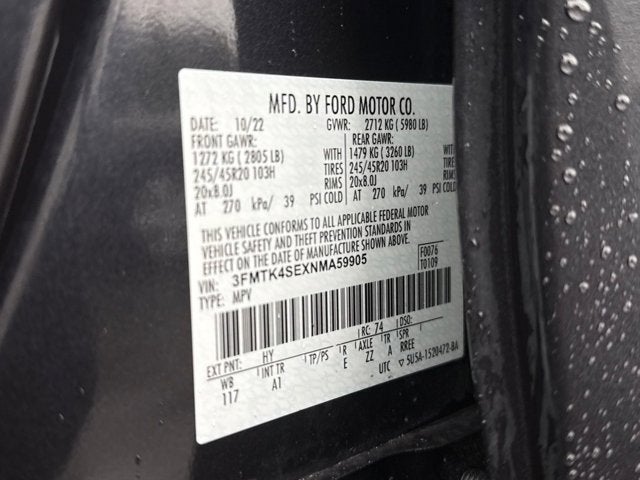 MFD. BY FORD MOTOR CO.
DATE: 10/22 GVWR: 2712 KG ( 5980 LB)
FRONT GAWR: REAR GAWR:
1272 KG ( 2805 LB) WITH 1479 KG ( 3260 LB) WITH
245/45R20 103H TIRES 245/45R20 103H TIRES
20x8.0J RIMS 20x8.0J RIMS
AT 270 kPa/ 39 PSI COLD AT 270 kPa/ 39 PSI COLD
THIS VEHICLE CONFORMS TO ALL APPLICABLE FEDERAL MOTOR
VEHICLE SAFETY AND THEFT PREVENTION STANDARDS IN
EFFECT ON THE DATE OF MANUFACTURE SHOWN ABOVE.
VIN: 3FMTK4SEXNMA59905 F0076
TYPE: MPV T0109
EXT PNT: HY RC: 74 DSO:
WB INT TR TP/PS R AXLE TR SPR
117 A1 E ZZ A RREE
UTC ▽ 5U5A-1520472-BA